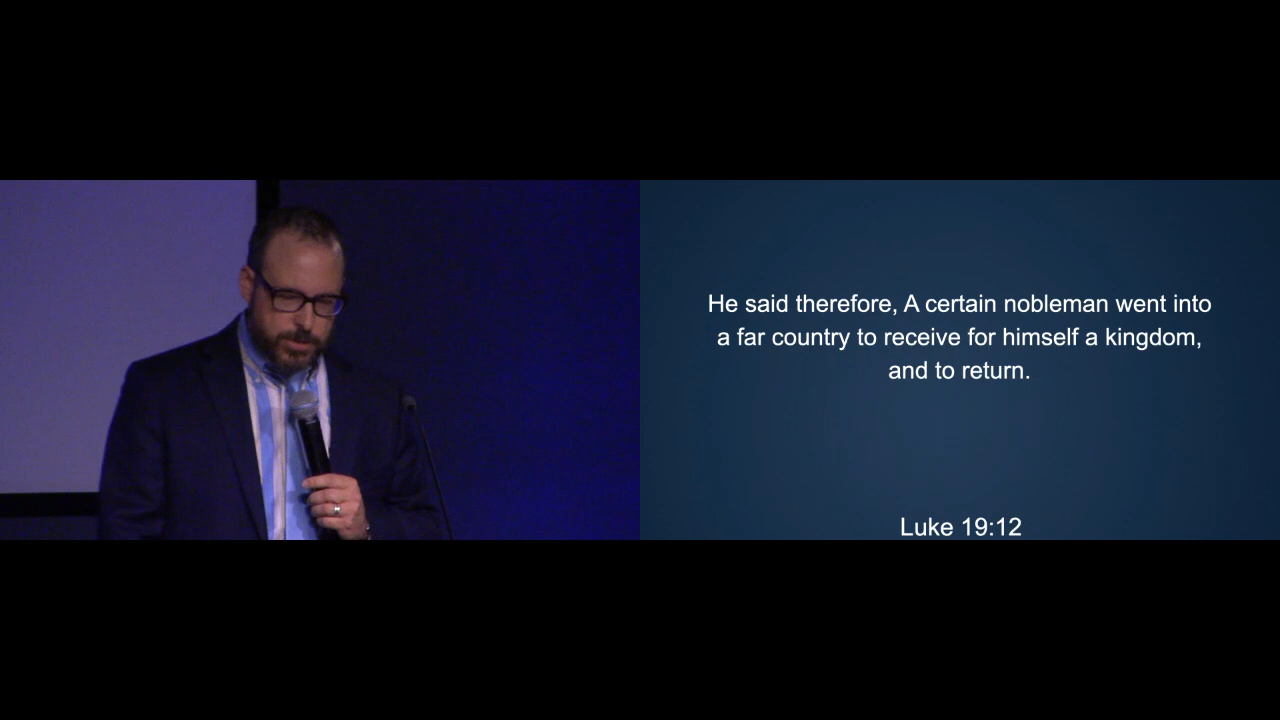 He said therefore, A certain nobleman went into
a far country to receive for himself a kingdom,
and to return.
Luke 19:12